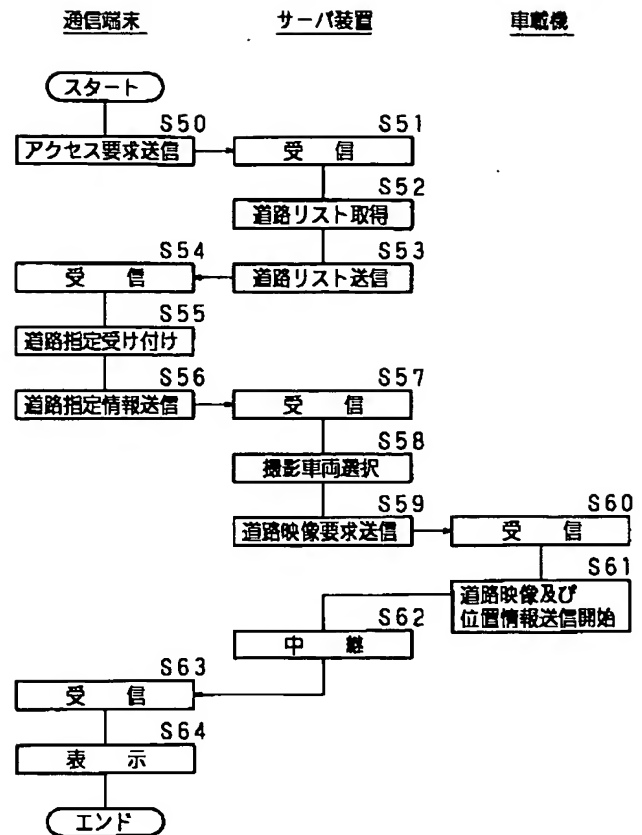 通信端末 サーバ装置 車載機
スタート
S50 S51
アクセス要求送信 受信
S52
道路リスト取得
S54 S53
受信 道路リスト送信
S55
道路指定受け付け
S56 S57
道路指定情報送信 受信
S58
撮影車両選択
S59 S60
道路映像要求送信 受信
S61
道路映像及び
位置情報送信開始
S62
中継
S63
受信
S64
表示
エンド